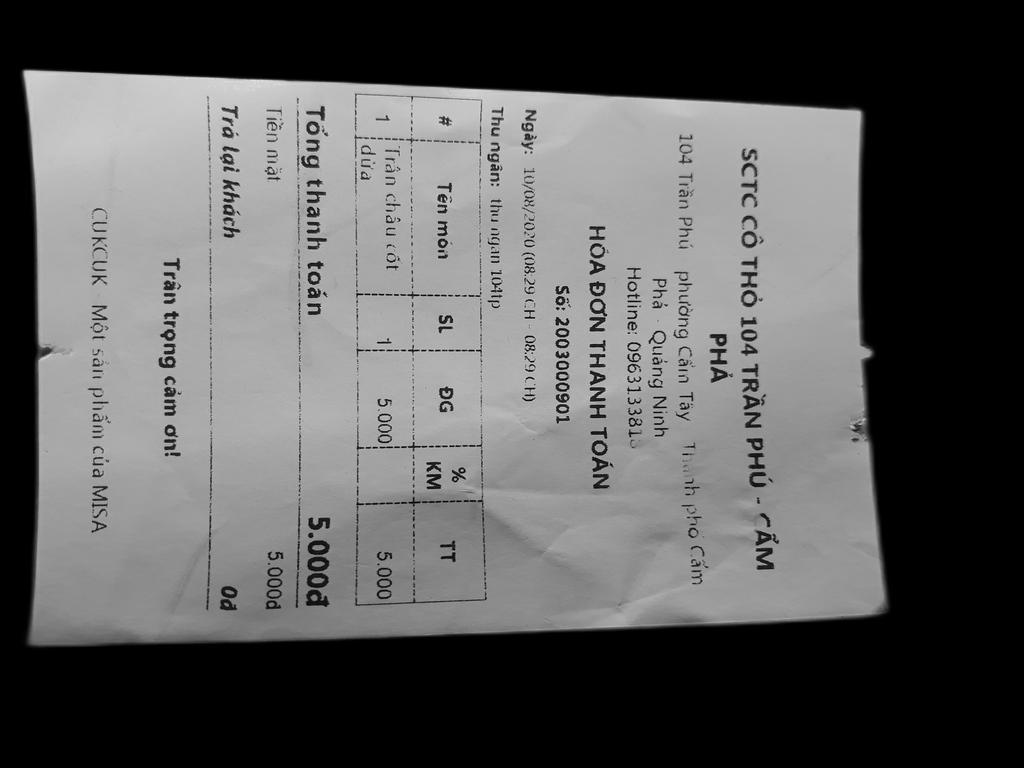 SCTC CÔ THỎ 104 TRẦN PHÚ - CẨM
PHẢ
104 Trần Phú phường Cẩm Tây Thành phố Cẩm
Phả - Quảng Ninh
Hotline:
HÓA ĐƠN THANH TOÁN
Số: 2003000901
Ngày: 10/08/2020 (08:29 CH - 08:29 CH)
Thu ngân: thu ngan 104tp
# Tên món SL ĐG % KM TT
1 Trân châu cốt dừa 1 5.000 5.000
Tổng thanh toán 5.000đ
Tiền mặt 5.000đ
Trả lại khách 0đ
Trân trọng cảm ơn!
CUKCUK - Một sản phẩm của MISA